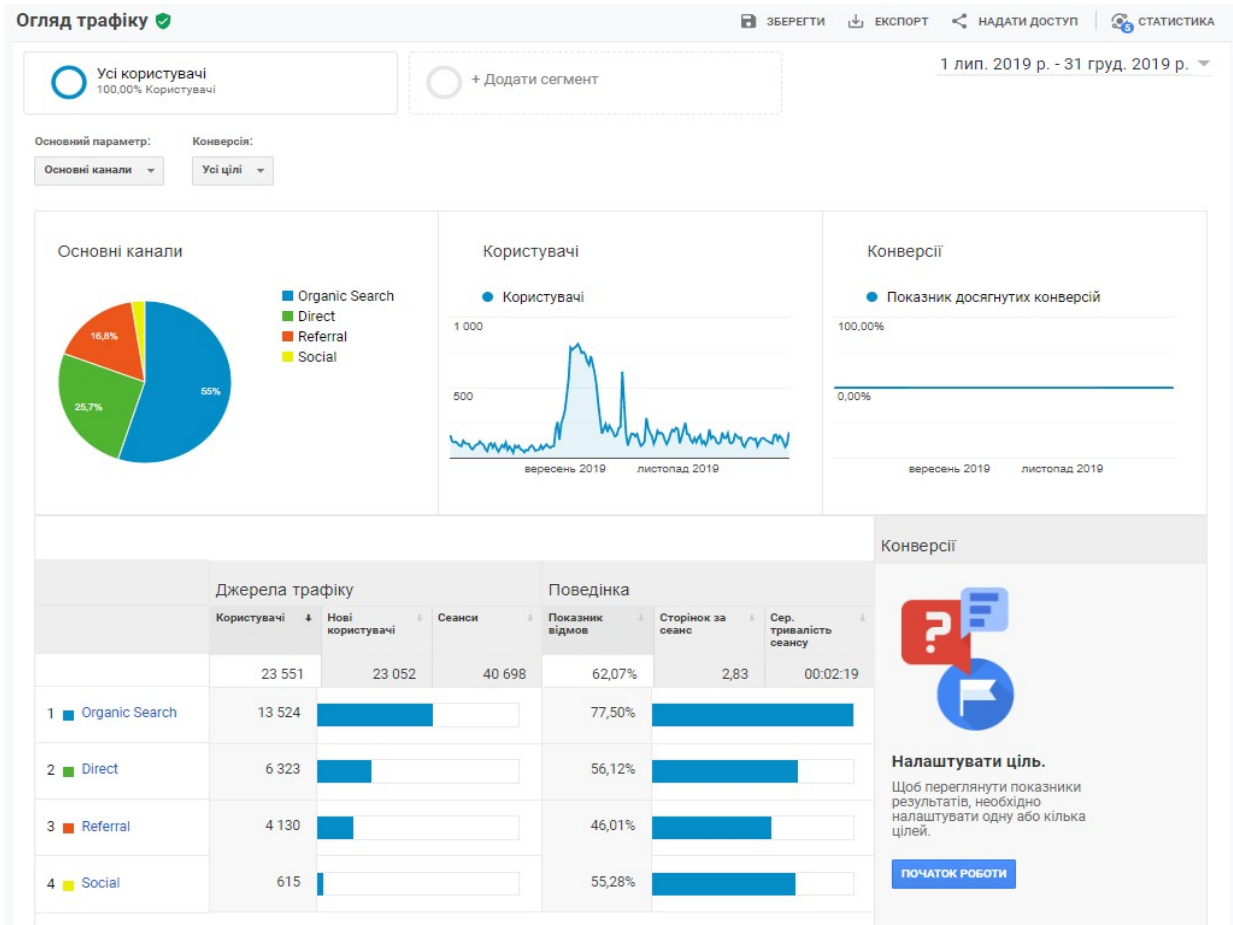 Огляд трафіку
ЗБЕРЕГТИ
ЕКСПОРТ
НАДАТИ ДОСТУП
5
СТАТИСТИКА
Усі користувачі
100,00% Користувачі
+ Додати сегмент
1 лип. 2019 р. - 31 груд. 2019 р.
Основний параметр:
Конверсія:
Основні канали
Усі цілі
Основні канали
Organic Search
Direct
Referral
Social
16,8%
55%
25,7%
Користувачі
Користувачі
1 000
500
вересень 2019
листопад 2019
Конверсії
Показник досягнутих конверсій
100,00%
0,00%
вересень 2019
листопад 2019
Джерела трафіку
Поведінка
Користувачі
Нові
користувачі
Сеанси
Показник
відмов
Сторінок за
сеанс
Сер.
тривалість
сеансу
23 551
23 052
40 698
62,07%
2,83
00:02:19
1 Organic Search 13 524 77,50%
2 Direct 6 323 56,12%
3 Referral 4 130 46,01%
4 Social 615 55,28%
Конверсії
?
Налаштувати ціль.
Щоб переглянути показники
результатів, необхідно
налаштувати одну або кілька
цілей.
ПОЧАТОК РОБОТИ